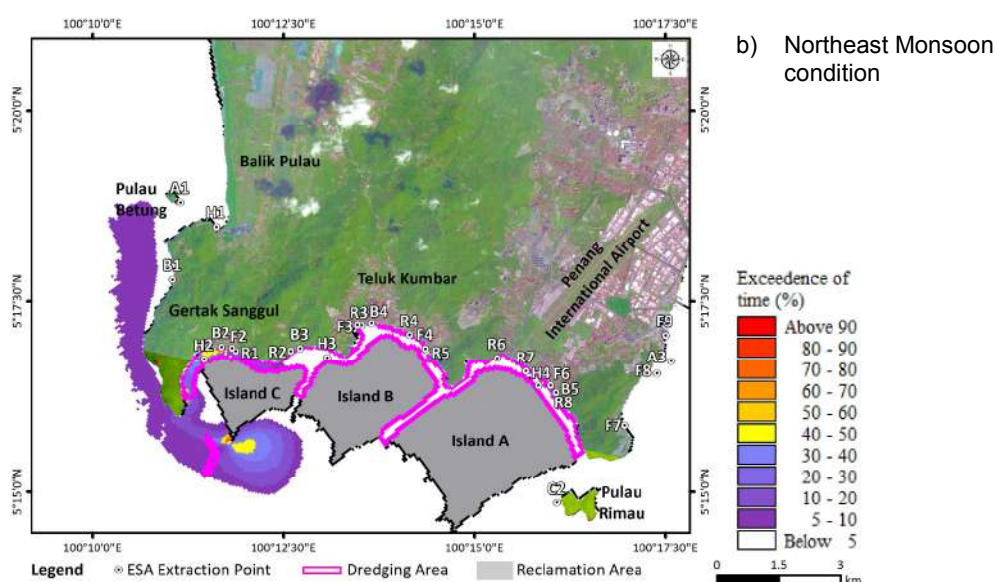 100°10'0"E 100°12'30"E 100°15'0"E 100°17'30"E
b) Northeast Monsoon
condition
5°20'0"N 5°20'0"N
Balik Pulau
Pulau
Betung
A1
H1
Penang
International Airport
B1
Teluk Kumbar
5°17'30"N 5°17'30"N
Gertak Sanggul
R3 B4
F3 R4
F4
F9
B2 F2 B3
H2 R1 R2 H3 R5 R6
A3
R7 F8
H4 F6
B5
R8
Island C
Island B
Island A
F7
5°15'0"N 5°15'0"N
C2
Pulau
Rimau
100°10'0"E 100°12'30"E 100°15'0"E 100°17'30"E
Legend ESA Extraction Point Dredging Area Reclamation Area
Exceedence of
time (%)
Above 90
80 - 90
70 - 80
60 - 70
50 - 60
40 - 50
30 - 40
20 - 30
10 - 20
5 - 10
Below 5
0 1.5 3
km